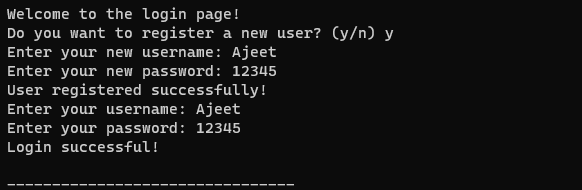 Welcome to the login page!
Do you want to register a new user? (y/n) y
Enter your new username: Ajeet
Enter your new password: 12345
User registered successfully!
Enter your username: Ajeet
Enter your password: 12345
Login successful!
--------------------------------